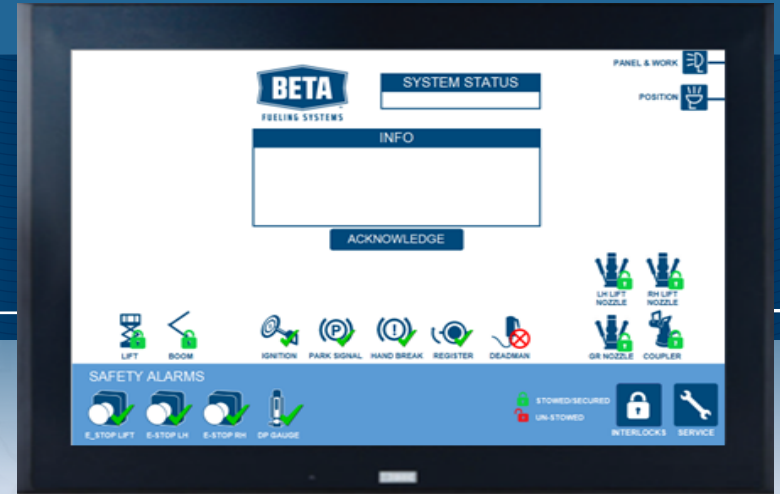 PANEL & WORK
BETA
FUELING SYSTEMS
SYSTEM STATUS
POSITION
INFO
ACKNOWLEDGE
LH LIFT
NOZZLE
RH LIFT
NOZZLE
LIFT
BOOM
IGNITION
PARK SIGNAL
HAND BREAK
REGISTER
DEADMAN
GR NOZZLE
COUPLER
SAFETY ALARMS
E_STOP LIFT
E-STOP LH
E-STOP RH
DP GAUGE
STOWED/SECURED
UN-STOWED
INTERLOCKS
SERVICE